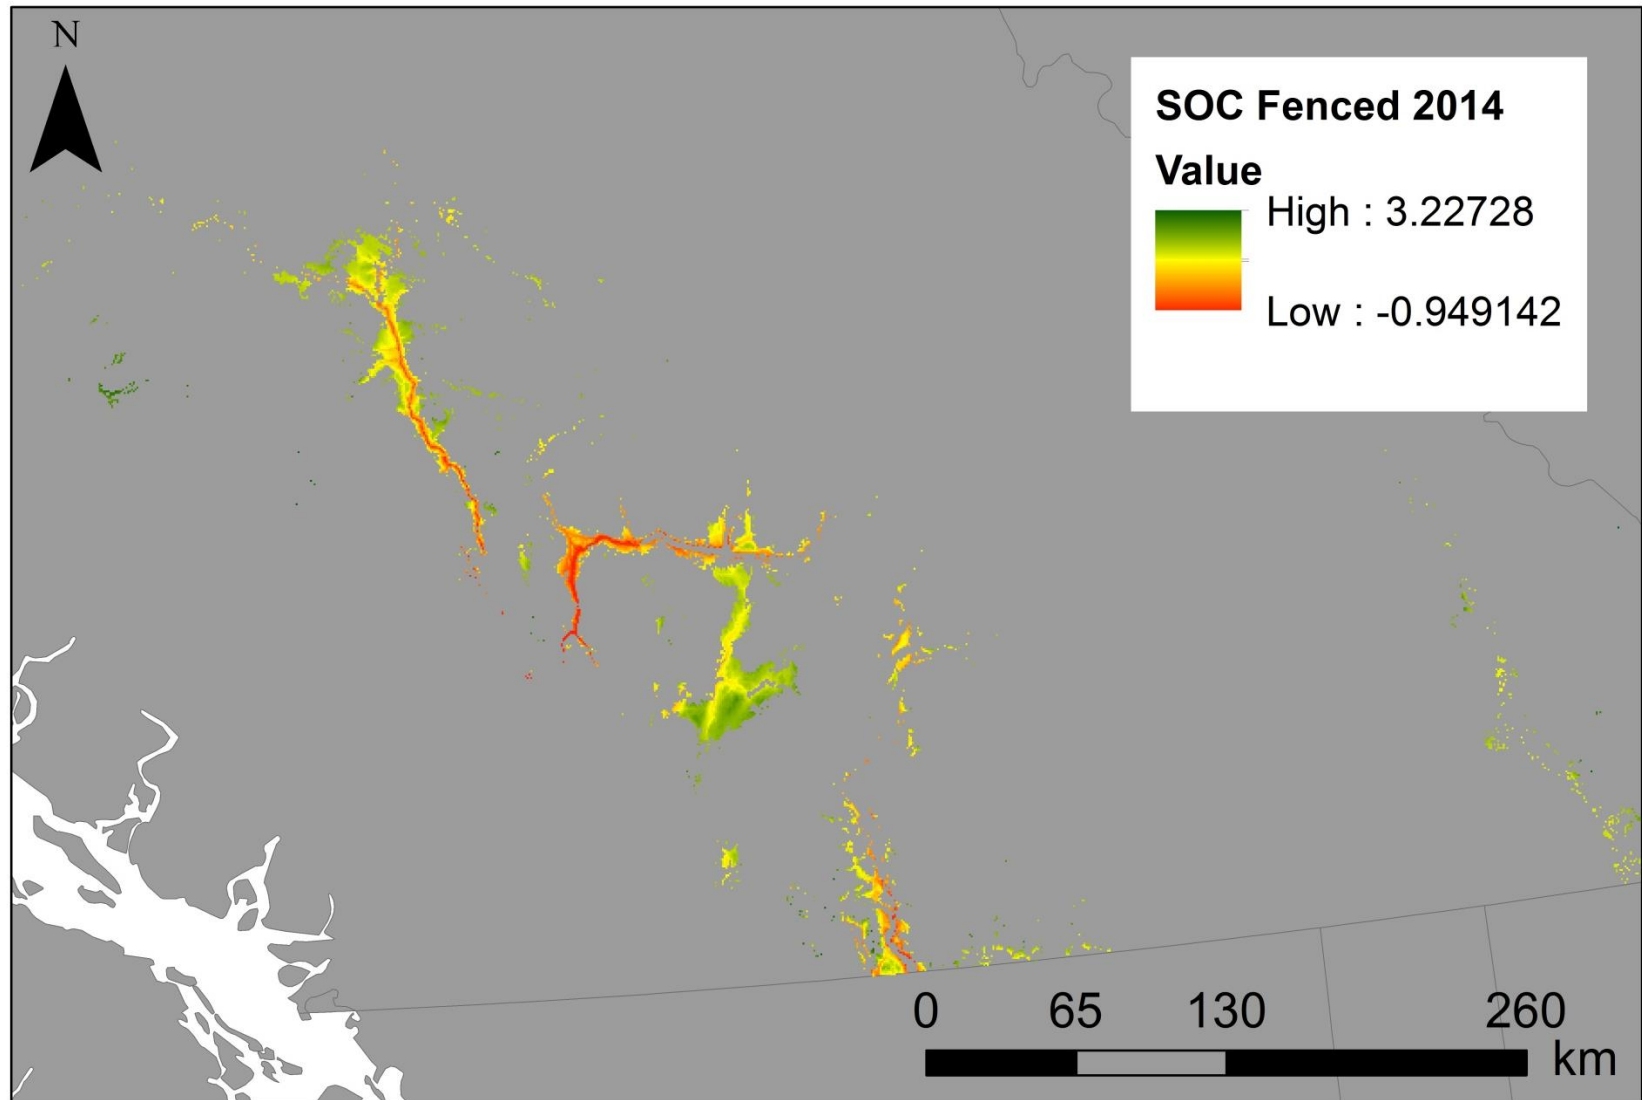 N
SOC Fenced 2014
Value
High : 3.22728
Low : -0.949142
0 65 130 260
km